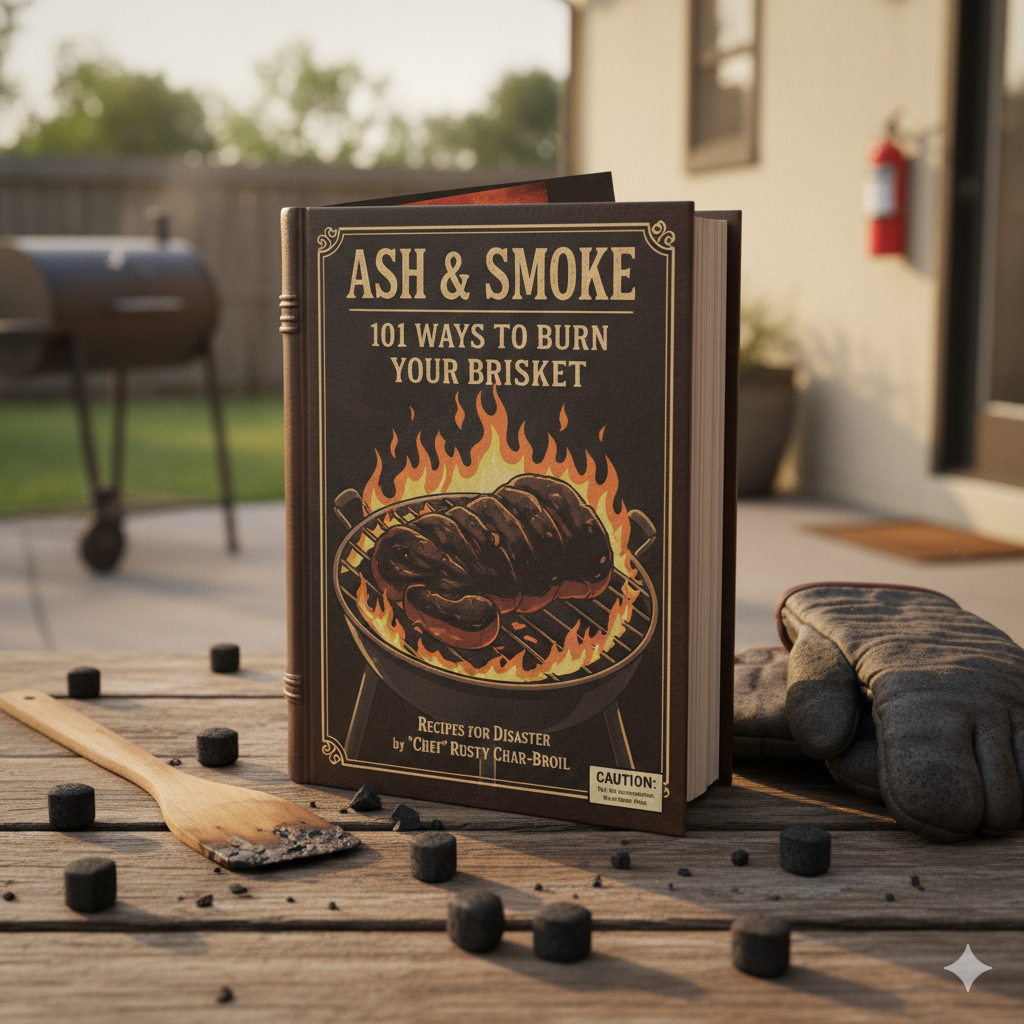 ASH & SMOKE
101 WAYS TO BURN
YOUR BRISKET
RECIPES FOR DISASTER
by "CHEF" RUSTY CHAR-BROIL
CAUTION: